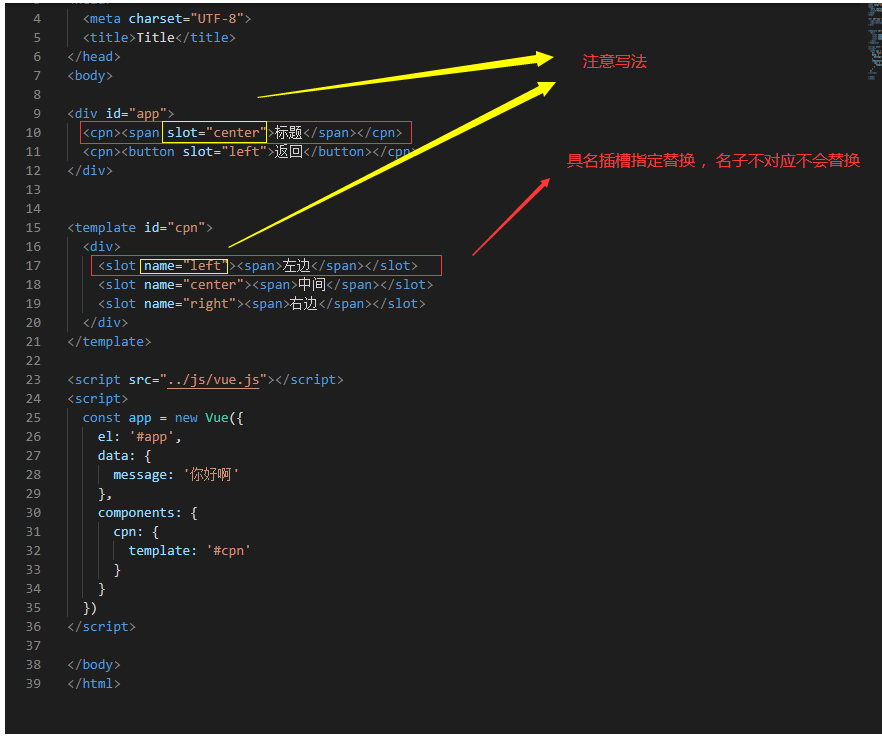 4 <meta charset="UTF-8">
5 <title>Title</title>
6 </head>
7 <body>
8
9 <div id="app">
10 <cpn><span slot="center">标题</span></cpn>
11 <cpn><button slot="left">返回</button></cpn>
12 </div>
13
14
15 <template id="cpn">
16 <div>
17 <slot name="left"><span>左边</span></slot>
18 <slot name="center"><span>中间</span></slot>
19 <slot name="right"><span>右边</span></slot>
20 </div>
21 </template>
22
23 <script src="../js/vue.js"></script>
24 <script>
25 const app = new Vue({
26 el: '#app',
27 data: {
28 message: '你好啊'
29 },
30 components: {
31 cpn: {
32 template: '#cpn'
33 }
34 }
35 })
36 </script>
37
38 </body>
39 </html>
注意写法
具名插槽指定替换 ，名子不对应不会替换